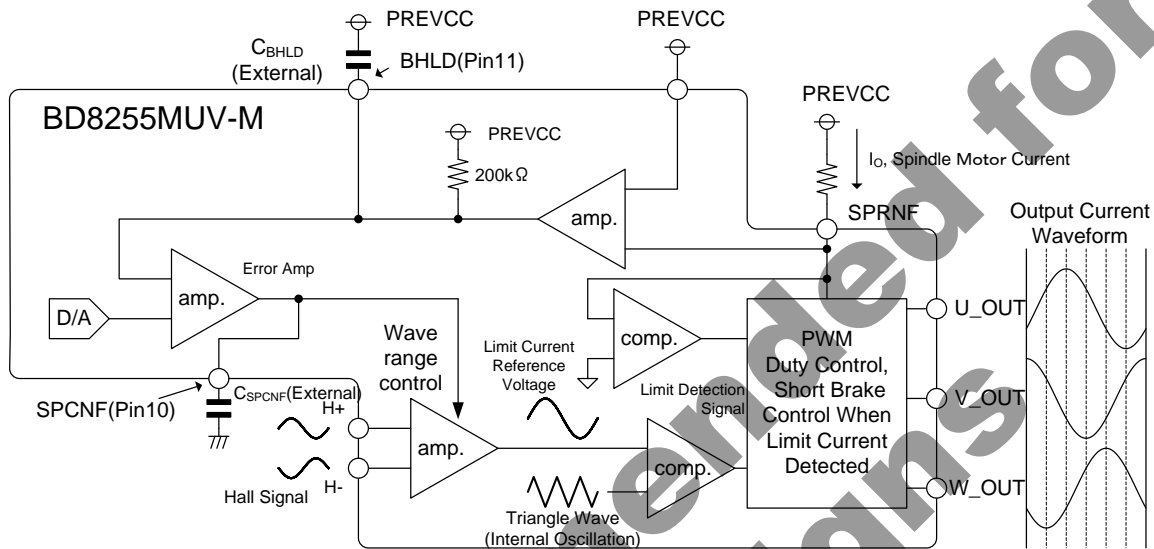 PREVCC
C_BHLD
(External)
BHLD(Pin11)
PREVCC
BD8255MUV-M
PREVCC
PREVCC
200kΩ
I_O, Spindle Motor Current
amp.
SPRNF
Output Current
Waveform
Error Amp
amp.
D/A
Wave
range
control
Limit Current
Reference
Voltage
comp.
PWM
Duty Control,
Short Brake
Control When
Limit Current
Detected
Limit Detection
Signal
U_OUT
V_OUT
W_OUT
SPCNF(Pin10)
C_SPCNF(External)
H+
H-
Hall Signal
amp.
comp.
Triangle Wave
(Internal Oscillation)
ended for
ans